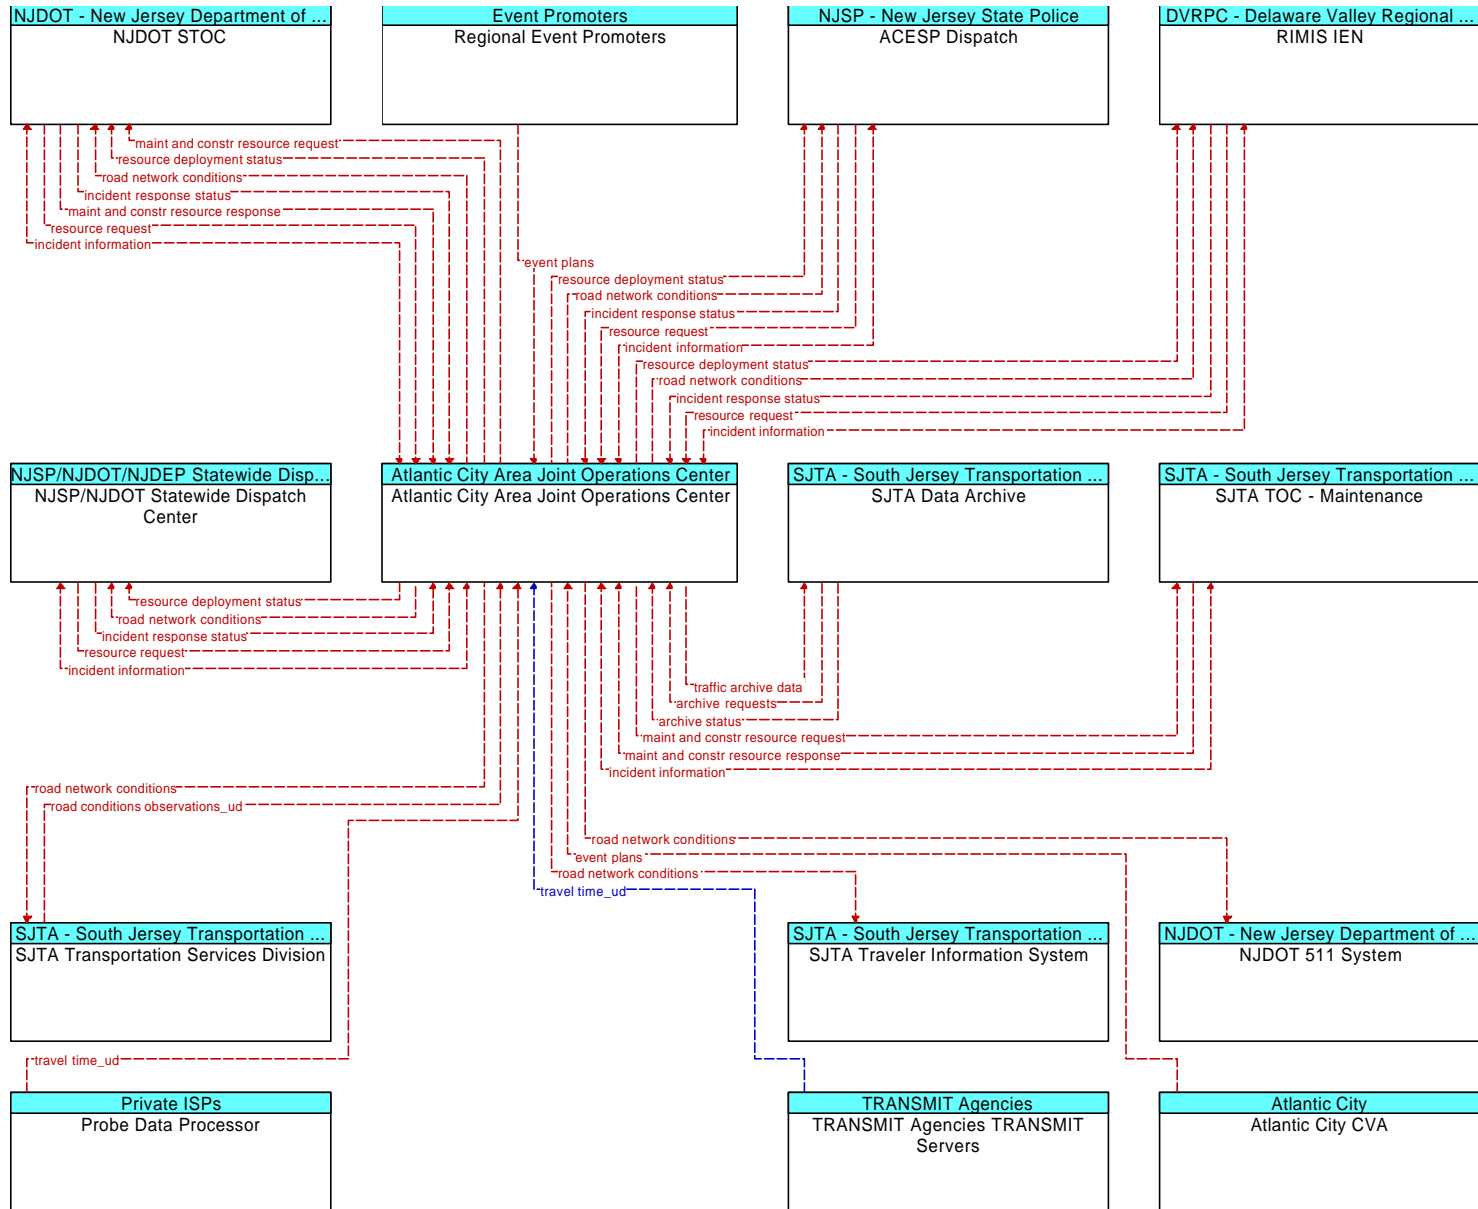 NJDOT - New Jersey Department of ...
NJDOT STOC
Event Promoters
Regional Event Promoters
NJSP - New Jersey State Police
ACESP Dispatch
DVRPC - Delaware Valley Regional ...
RIMIS IEN
maint and constr resource request
resource deployment status
road network conditions
incident response status
maint and constr resource response
resource request
incident information
event plans
resource deployment status
road network conditions
incident response status
resource request
incident information
resource deployment status
road network conditions
incident response status
resource request
incident information
NJSP/NJDOT/NJDEP Statewide Disp...
NJSP/NJDOT Statewide Dispatch
Center
Atlantic City Area Joint Operations Center
Atlantic City Area Joint Operations Center
SJTA - South Jersey Transportation ...
SJTA Data Archive
SJTA - South Jersey Transportation ...
SJTA TOC - Maintenance
resource deployment status
road network conditions
incident response status
resource request
incident information
traffic archive data
archive requests
archive status
maint and constr resource request
maint and constr resource response
incident information
road network conditions
road conditions observations_ud
road network conditions
event plans
road network conditions
travel time_ud
SJTA - South Jersey Transportation ...
SJTA Transportation Services Division
SJTA - South Jersey Transportation ...
SJTA Traveler Information System
NJDOT - New Jersey Department of ...
NJDOT 511 System
travel time_ud
Private ISPs
Probe Data Processor
TRANSMIT Agencies
TRANSMIT Agencies TRANSMIT
Servers
Atlantic City
Atlantic City CVA